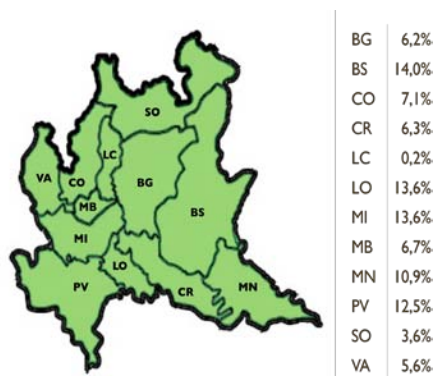 SO
LC
VA
CO
BG
MB
BS
MI
LO
PV
CR
MN
BG 6,2%
BS 14,0%
CO 7,1%
CR 6,3%
LC 0,2%
LO 13,6%
MI 13,6%
MB 6,7%
MN 10,9%
PV 12,5%
SO 3,6%
VA 5,6%